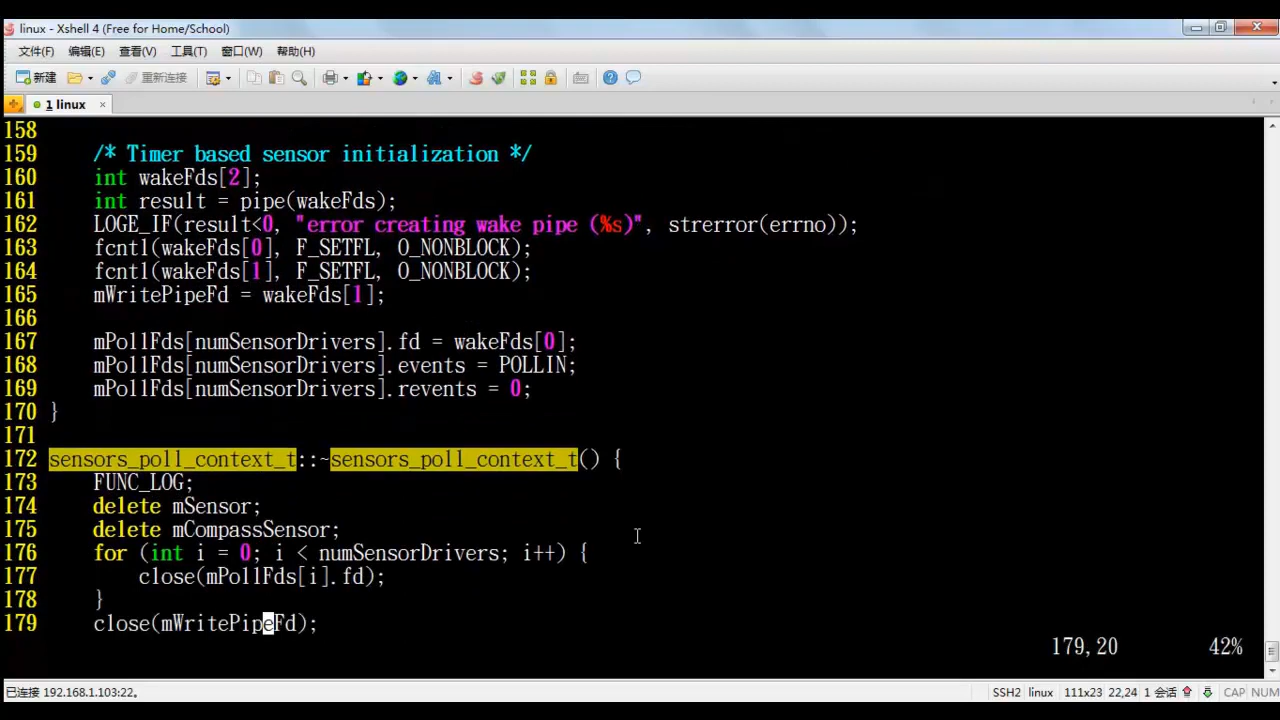 linux - Xshell 4 (Free for Home/School)
文件(F) 编辑(E) 查看(V) 工具(T) 窗口(W) 帮助(H)
新建 重新连接
1 linux
158
159     /* Timer based sensor initialization */
160     int wakeFds[2];
161     int result = pipe(wakeFds);
162     LOGE_IF(result<0, "error creating wake pipe (%s)", strerror(errno));
163     fcntl(wakeFds[0], F_SETFL, O_NONBLOCK);
164     fcntl(wakeFds[1], F_SETFL, O_NONBLOCK);
165     mWritePipeFd = wakeFds[1];
166
167     mPollFds[numSensorDrivers].fd = wakeFds[0];
168     mPollFds[numSensorDrivers].events = POLLIN;
169     mPollFds[numSensorDrivers].revents = 0;
170 }
171
172 sensors_poll_context_t::~sensors_poll_context_t() {
173     FUNC_LOG;
174     delete mSensor;
175     delete mCompassSensor;
176     for (int i = 0; i < numSensorDrivers; i++) {
177         close(mPollFds[i].fd);
178     }
179     close(mWritePipeFd);
179,20 42%
已连接 192.168.1.103:22。 SSH2 linux 111x23 22,24 1 会话 CAP NUM